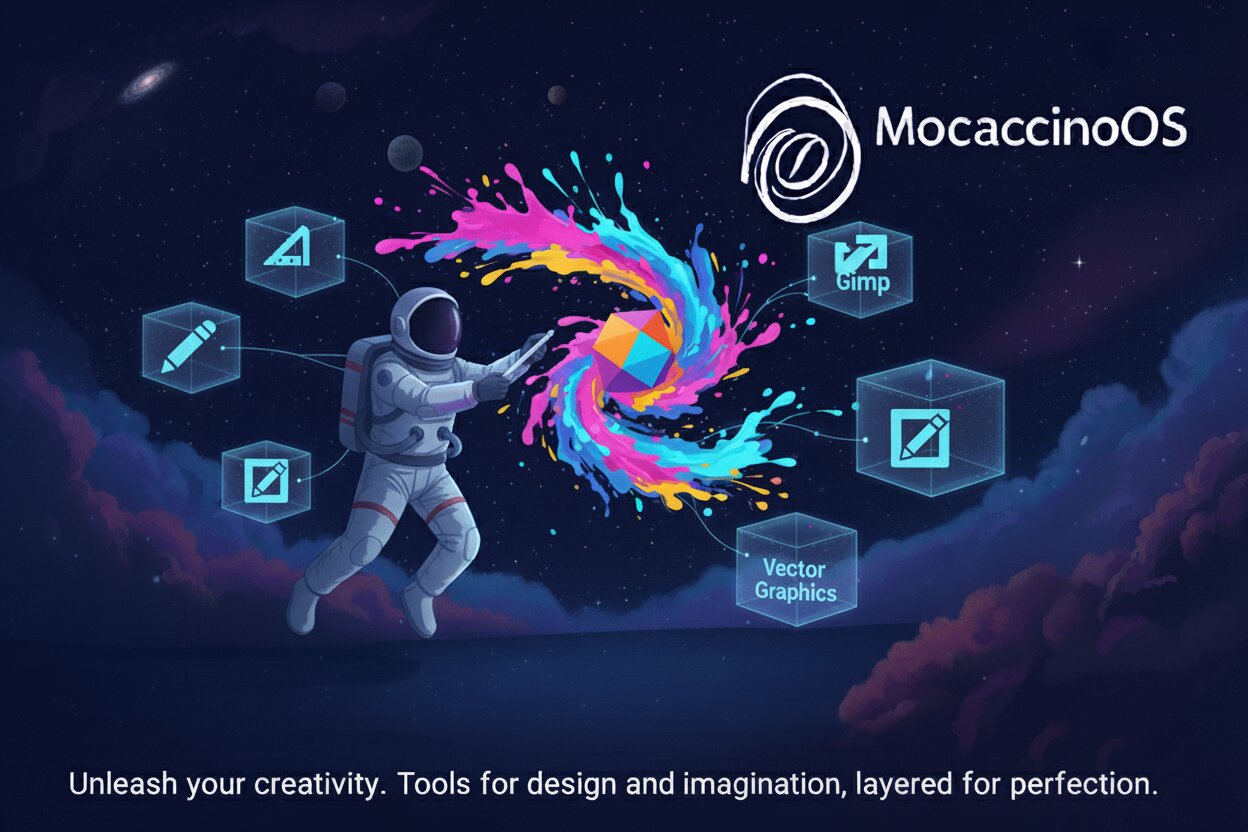 MocaccinoOS
Gimp
Vector
Graphics
Unleash your creativity. Tools for design and imagination, layered for perfection.